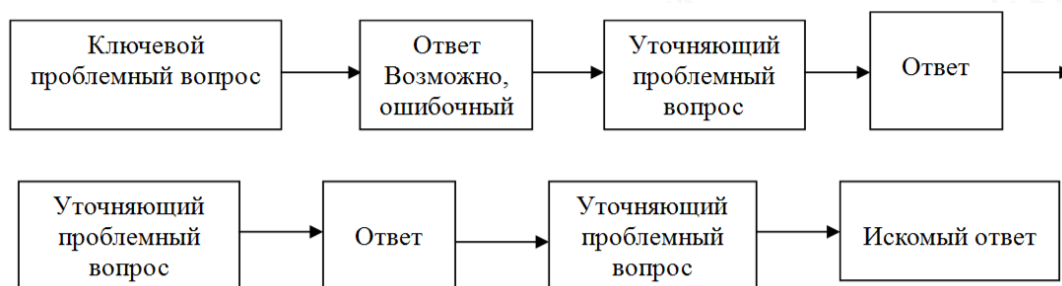 Ключевой
проблемный вопрос
Ответ
Возможно,
ошибочный
Уточняющий
проблемный
вопрос
Ответ
Уточняющий
проблемный
вопрос
Ответ
Уточняющий
проблемный
вопрос
Искомый ответ